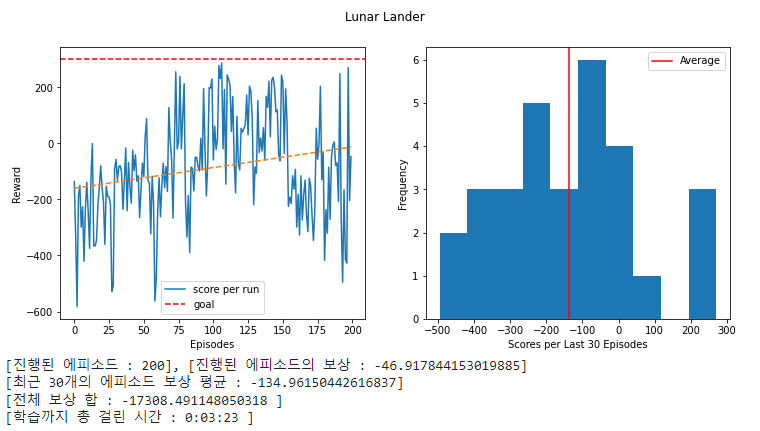 Lunar Lander
Reward
200
0
−200
−400
−600
score per run
goal
0 25 50 75 100 125 150 175 200
Episodes
Frequency
6
5
4
3
2
1
0
Average
−500 −400 −300 −200 −100 0 100 200 300
Scores per Last 30 Episodes
[진행된 에피소드 : 200], [진행된 에피소드의 보상 : -46.917844153019885]
[최근 30개의 에피소드 보상 평균 : -134.96150442616837]
[전체 보상 합 : -17308.491148050318 ]
[학습까지 총 걸린 시간 : 0:03:23 ]